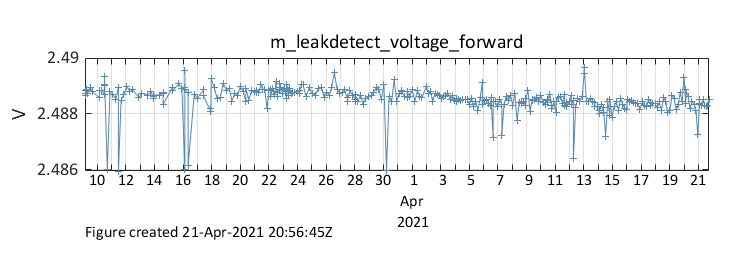 m_leakdetect_voltage_forward
2.49
2.488
2.486
V
10 12 14 16 18 20 22 24 26 28 30 1 3 5 7 9 11 13 15 17 19 21
Apr
2021
Figure created 21-Apr-2021 20:56:45Z